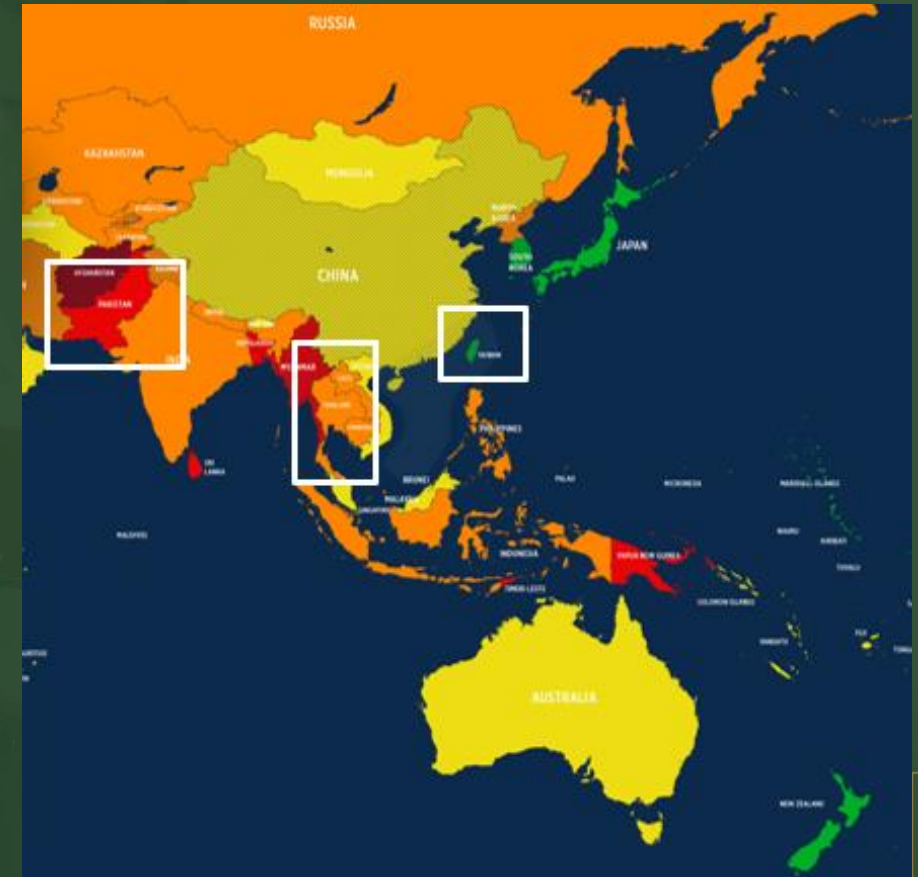 RUSSIA
KAZAKHSTAN
MONGOLIA
NORTH
KOREA
SOUTH
KOREA
JAPAN
CHINA
AFGHANISTAN
PAKISTAN
INDIA
MYANMAR
TAIWAN
THAILAND
PHILIPPINES
SRI
LANKA
BRUNEI
MALAYSIA
PALAU
MICRONESIA
MARSHALL ISLANDS
MALDIVES
NAURU
KIRIBATI
TUVALU
INDONESIA
PAPUA NEW GUINEA
TIMOR-LESTE
SOLOMON ISLANDS
VANUATU
FIJI
AUSTRALIA
NEW ZEALAND